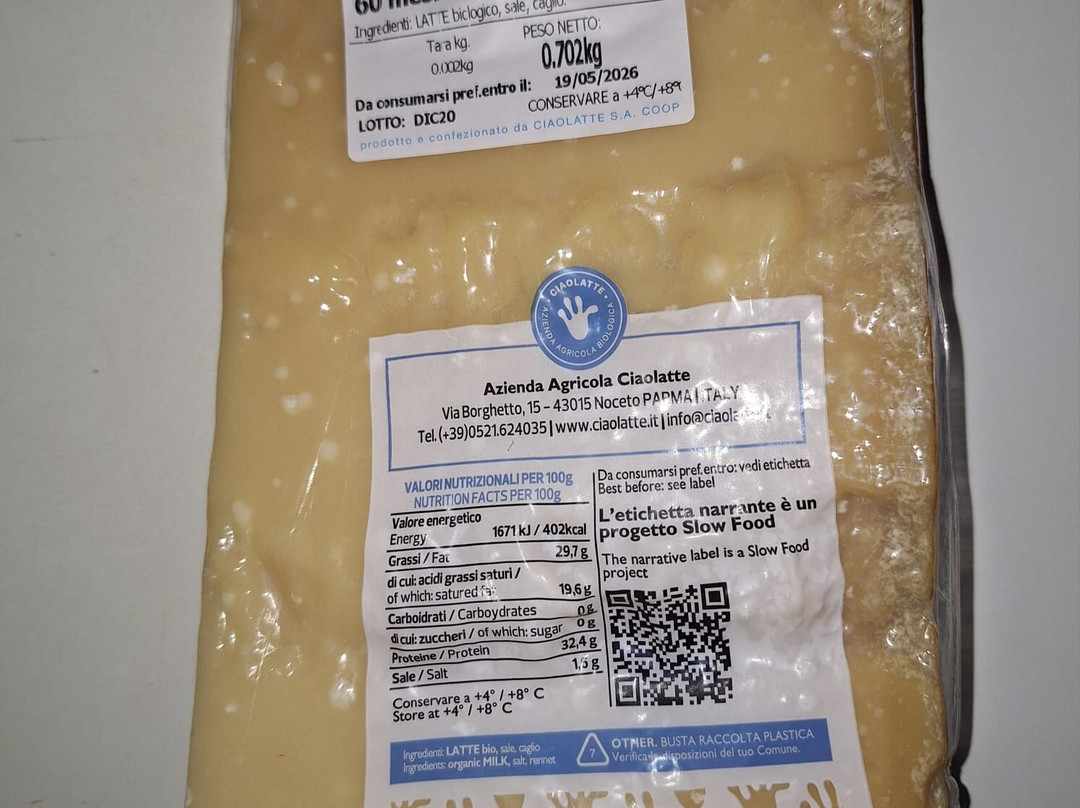 60 mes
Ingredienti: LATTE biologico, sale, caglio.
Tara kg. PESO NETTO:
0.002kg 0.702kg
Da consumarsi pref.entro il: 19/05/2026
LOTTO: DIC20 CONSERVARE a +4°C/+8°
prodotto e confezionato da CIAOLATTE S.A. COOP
CIAOLATTE • AZIENDA AGRICOLA BIOLOGICA •
Azienda Agricola Ciaolatte
Via Borghetto, 15 - 43015 Noceto PARMA | ITALY
Tel. (+39)0521.624035 | www.ciaolatte.it |
VALORI NUTRIZIONALI PER 100g
NUTRITION FACTS PER 100g
Valore energetico
Energy 1671 kJ / 402kcal
Grassi / Fat 29,7 g
di cui: acidi grassi saturi /
of which: satured fat 19,6 g
Carboidrati / Carboydrates 0 g
di cui: zuccheri / of which: sugar 0 g
Proteine / Protein 32,4 g
Sale / Salt 1,6 g
Conservare a +4° / +8° C
Store at +4° / +8° C
Da consumarsi pref.entro: vedi etichetta
Best before: see label
L'etichetta narrante è un
progetto Slow Food
The narrative label is a Slow Food
project
Ingredienti: LATTE bio, sale, caglio
Ingredients: organic MILK, salt, rennet
7
OTHER. BUSTA RACCOLTA PLASTICA
Verifica le disposizioni del tuo Comune.